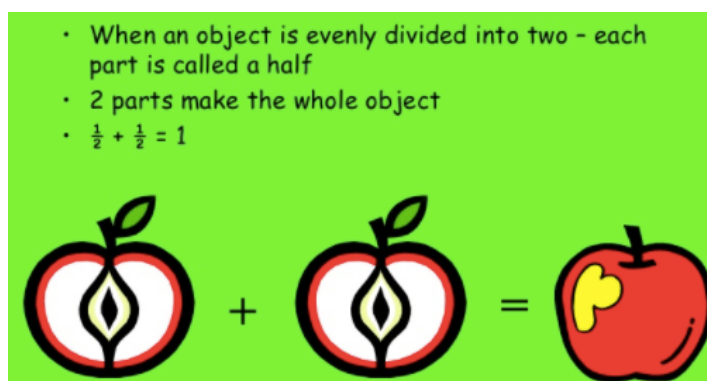 • When an object is evenly divided into two – each
part is called a half
• 2 parts make the whole object
• ½ + ½ = 1
+ =